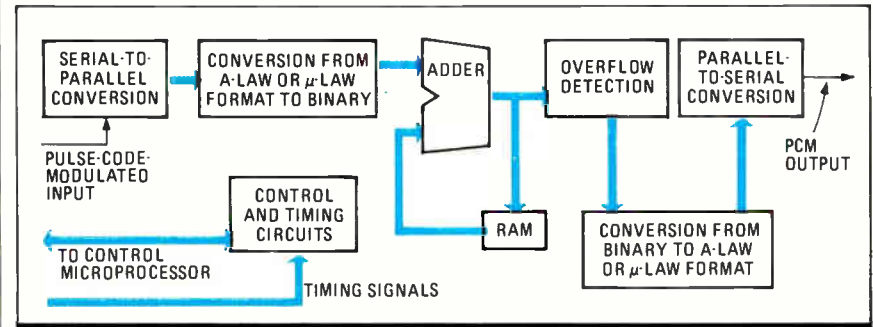 SERIAL-TO-
PARALLEL
CONVERSION
CONVERSION FROM
A-LAW OR μ-LAW
FORMAT TO BINARY
ADDER
OVERFLOW
DETECTION
PARALLEL-
TO-SERIAL
CONVERSION
PULSE-CODE-
MODULATED
INPUT
PCM
OUTPUT
CONTROL
AND TIMING
CIRCUITS
RAM
CONVERSION FROM
BINARY TO A-LAW
OR μ-LAW FORMAT
TO CONTROL
MICROPROCESSOR
TIMING SIGNALS